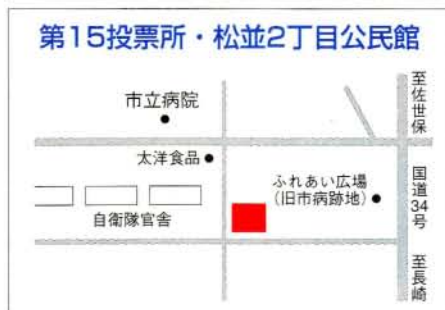 第15投票所・松並2丁目公民館
市立病院
至佐世保
太洋食品
国道34号
ふれあい広場
(旧市病跡地)
自衛隊官舎
至長崎